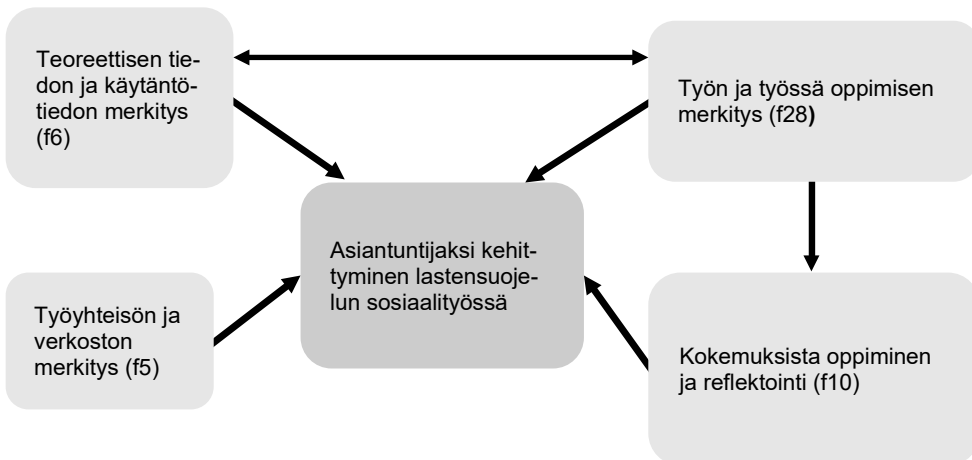 Teoreettisen tie-
don ja käytäntö-
tiedon merkitys
(f6)
Työn ja työssä oppimisen
merkitys (f28)
Asiantuntijaksi kehit-
tyminen lastensuoje-
lun sosiaalityössä
Työyhteisön ja
verkoston
merkitys (f5)
Kokemuksista oppiminen
ja reflektointi (f10)